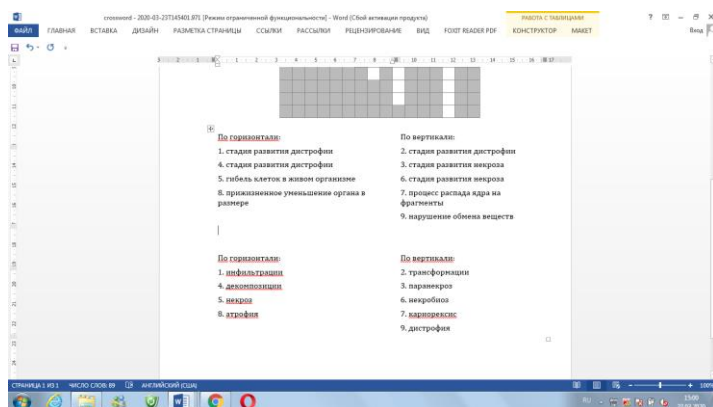 crossword - 2020-03-23T145401.871 [Режим ограниченной функциональности] - Word (Сбой активации продукта)
РАБОТА С ТАБЛИЦАМИ
ФАЙЛ ГЛАВНАЯ ВСТАВКА ДИЗАЙН РАЗМЕТКА СТРАНИЦЫ ССЫЛКИ РАССЫЛКИ РЕЦЕНЗИРОВАНИЕ ВИД FOXIT READER PDF КОНСТРУКТОР МАКЕТ
Вход
По горизонтали:
1. стадия развития дистрофии
4. стадия развития дистрофии
5. гибель клеток в живом организме
8. прижизненное уменьшение органа в
размере
По вертикали:
2. стадия развития дистрофии
3. стадия развития некроза
6. стадия развития некроза
7. процесс распада ядра на
фрагменты
9. нарушение обмена веществ
По горизонтали:
1. инфильтрации
4. декомпозиции
5. некроз
8. атрофия
По вертикали:
2. трансформации
3. паранекроз
6. некробиоз
7. кариорексис
9. дистрофия
СТРАНИЦА 1 ИЗ 1 ЧИСЛО СЛОВ: 89 АНГЛИЙСКИЙ (США)
100%
RU
15:00